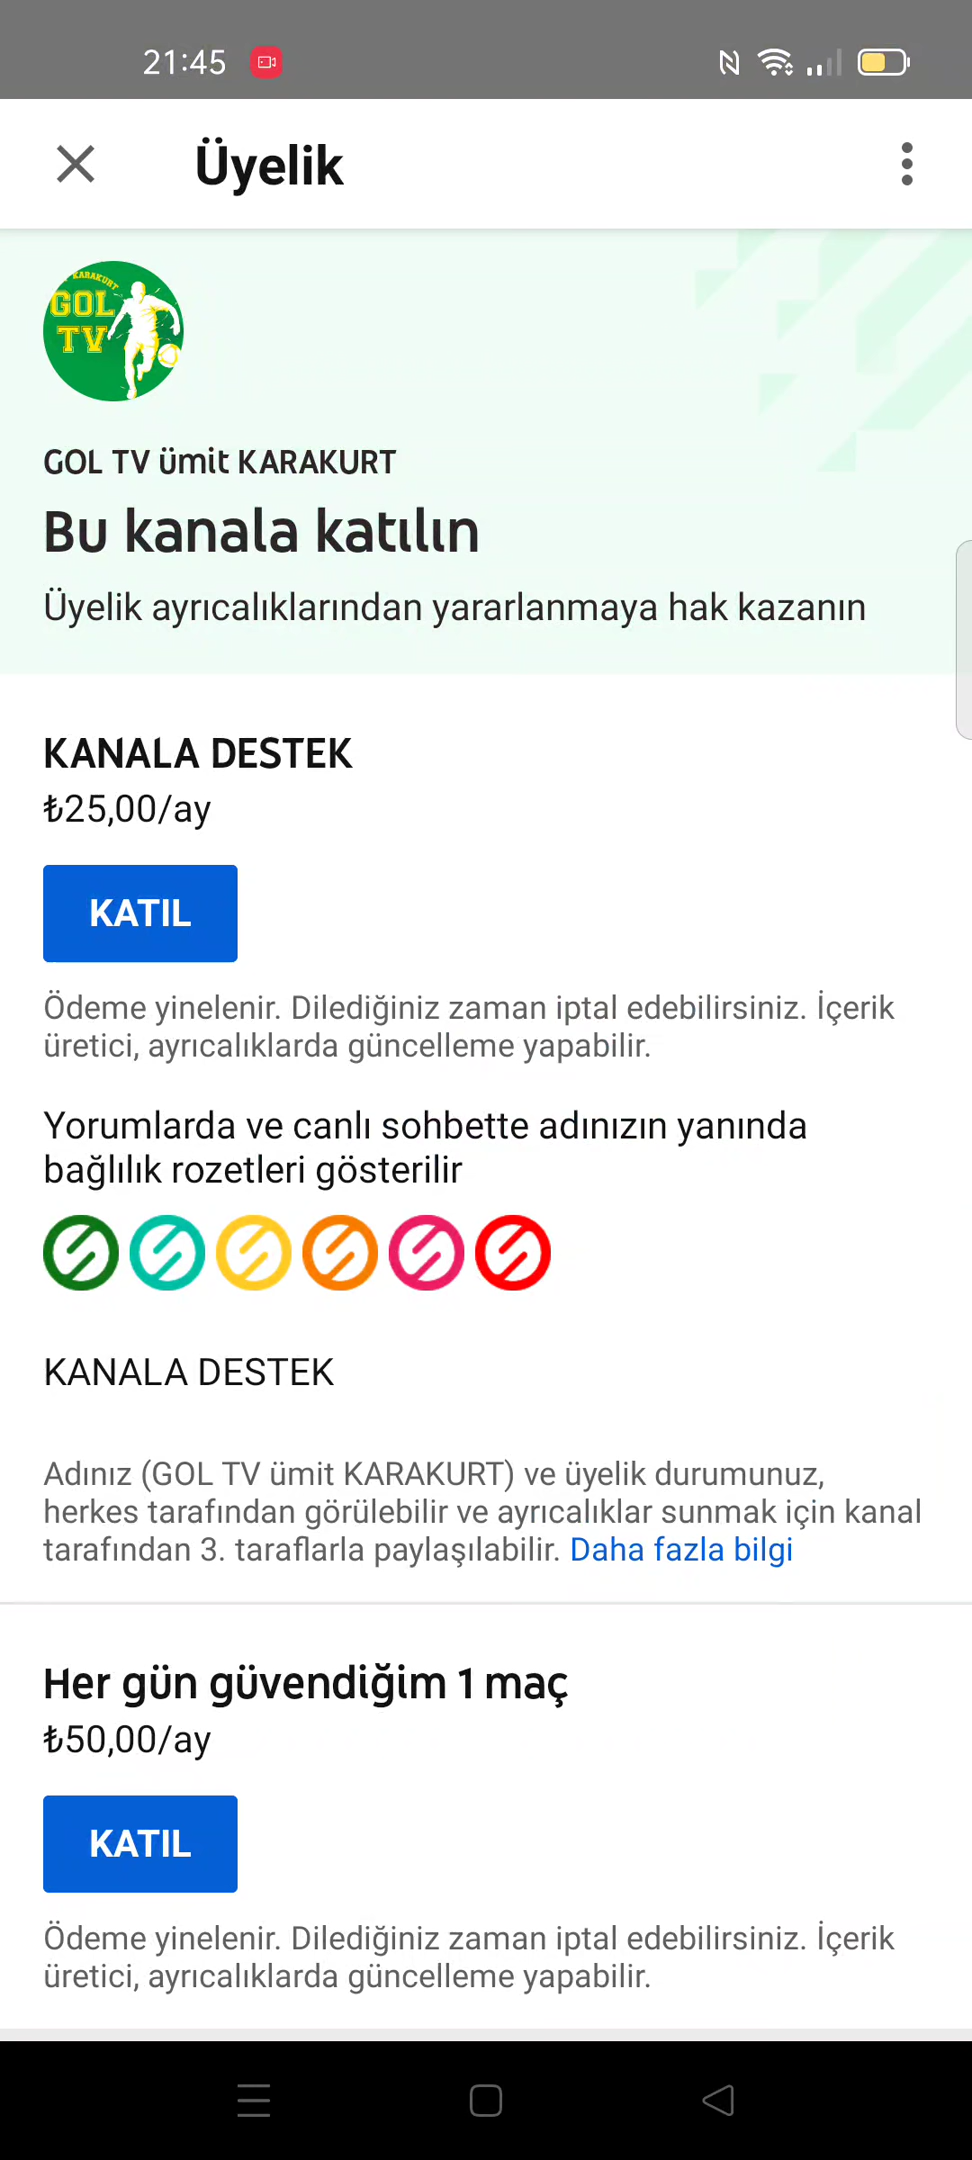 21:45
Üyelik
KARAKURT
GOL
TV
GOL TV ümit KARAKURT
Bu kanala katılın
Üyelik ayrıcalıklarından yararlanmaya hak kazanın
KANALA DESTEK
₺25,00/ay
KATIL
Ödeme yinelenir. Dilediğiniz zaman iptal edebilirsiniz. İçerik
üretici, ayrıcalıklarda güncelleme yapabilir.
Yorumlarda ve canlı sohbette adınızın yanında
bağlılık rozetleri gösterilir
KANALA DESTEK
Adınız (GOL TV ümit KARAKURT) ve üyelik durumunuz,
herkes tarafından görülebilir ve ayrıcalıklar sunmak için kanal
tarafından 3. taraflarla paylaşılabilir. Daha fazla bilgi
Her gün güvendiğim 1 maç
₺50,00/ay
KATIL
Ödeme yinelenir. Dilediğiniz zaman iptal edebilirsiniz. İçerik
üretici, ayrıcalıklarda güncelleme yapabilir.